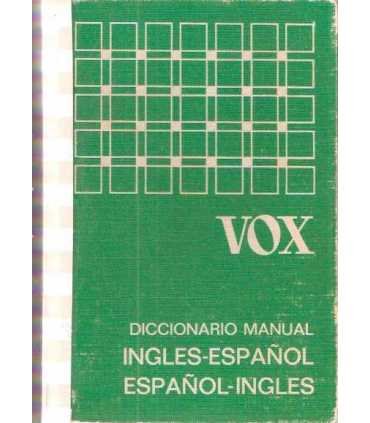 VOX
DICCIONARIO MANUAL
INGLES-ESPAÑOL
ESPAÑOL-INGLES